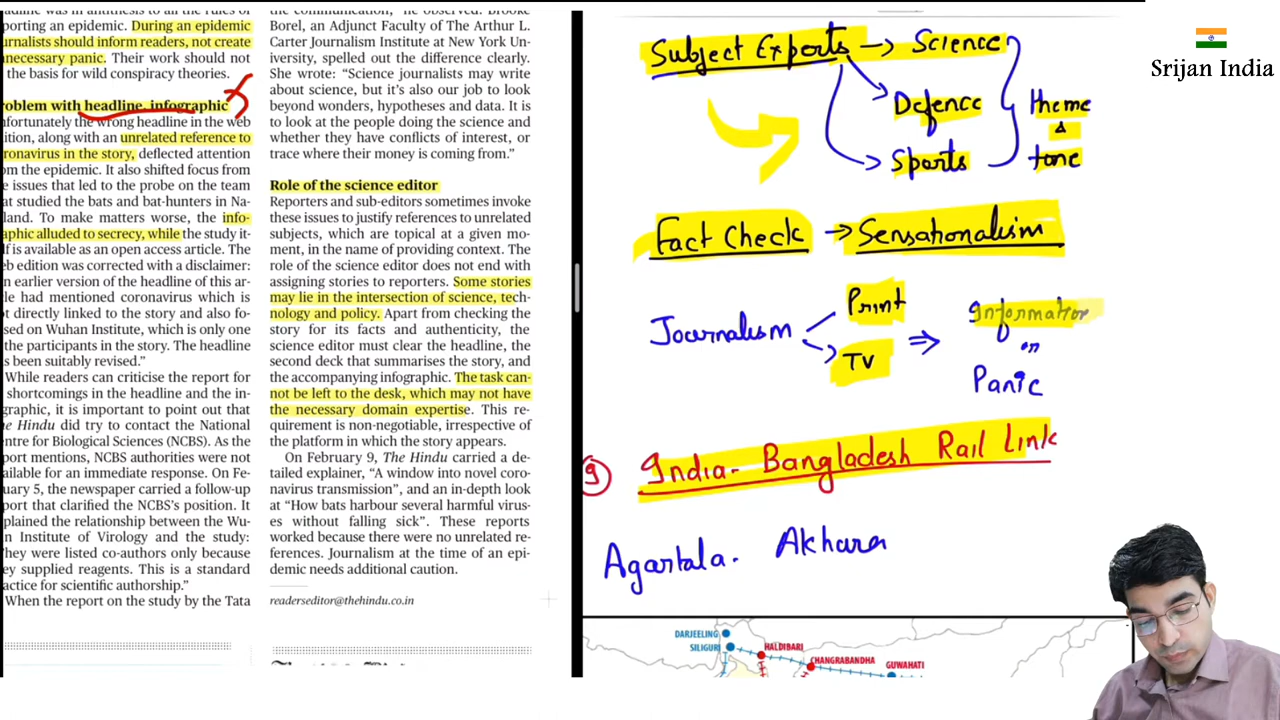 porting an epidemic. During an epidemic
urnalists should inform readers, not create
necessary panic. Their work should not
the basis for wild conspiracy theories.
roblem with headline, infographic
nfortunately the wrong headline in the web
ition, along with an unrelated reference to
ronavirus in the story, deflected attention
om the epidemic. It also shifted focus from
e issues that led to the probe on the team
at studied the bats and bat-hunters in Na-
land. To make matters worse, the info-
aphic alluded to secrecy, while the study it-
lf is available as an open access article. The
eb edition was corrected with a disclaimer:
n earlier version of the headline of this ar-
le had mentioned coronavirus which is
t directly linked to the story and also fo-
sed on Wuhan Institute, which is only one
the participants in the story. The headline
s been suitably revised.”
While readers can criticise the report for
shortcomings in the headline and the in-
graphic, it is important to point out that
e Hindu did try to contact the National
entre for Biological Sciences (NCBS). As the
port mentions, NCBS authorities were not
ailable for an immediate response. On Fe-
uary 5, the newspaper carried a follow-up
port that clarified the NCBS’s position. It
plained the relationship between the Wu-
n Institute of Virology and the study:
hey were listed co-authors only because
ey supplied reagents. This is a standard
actice for scientific authorship.”
When the report on the study by the Tata
the communication, he observed. Brooke
Borel, an Adjunct Faculty of The Arthur L.
Carter Journalism Institute at New York Un-
iversity, spelled out the difference clearly.
She wrote: “Science journalists may write
about science, but it’s also our job to look
beyond wonders, hypotheses and data. It is
to look at the people doing the science and
whether they have conflicts of interest, or
trace where their money is coming from.”
Role of the science editor
Reporters and sub-editors sometimes invoke
these issues to justify references to unrelated
subjects, which are topical at a given mo-
ment, in the name of providing context. The
role of the science editor does not end with
assigning stories to reporters. Some stories
may lie in the intersection of science, tech-
nology and policy. Apart from checking the
story for its facts and authenticity, the
science editor must clear the headline, the
second deck that summarises the story, and
the accompanying infographic. The task can-
not be left to the desk, which may not have
the necessary domain expertise. This re-
quirement is non-negotiable, irrespective of
the platform in which the story appears.
On February 9, The Hindu carried a de-
tailed explainer, “A window into novel coro-
navirus transmission”, and an in-depth look
at “How bats harbour several harmful virus-
es without falling sick”. These reports
worked because there were no unrelated re-
ferences. Journalism at the time of an epi-
demic needs additional caution.
readerseditor@thehindu.co.in
Subject Experts → Science
Defence
Sports
theme
&
tone
Fact Check → Sensationalism
Journalism
Print
TV
⇒
Information
or
Panic
9 India-Bangladesh Rail Link
Agartala- Akhara
DARJEELING
SILIGURI
HALDIBARI
CHANGRABANDHA
GUWAHATI
Srijan India